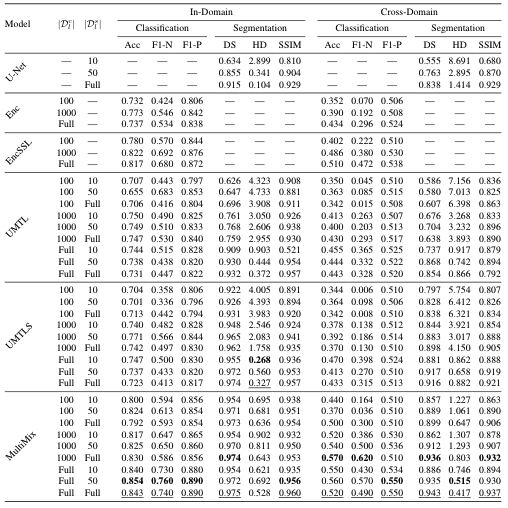 In-Domain Cross-Domain
Model |𝒟ₗᶜ| |𝒟ₗˢ| Classification Segmentation Classification Segmentation
Acc F1-N F1-P DS HD SSIM Acc F1-N F1-P DS HD SSIM
U-Net
— 10 — — — 0.634 2.899 0.810 — — — 0.555 8.691 0.680
— 50 — — — 0.855 0.341 0.904 — — — 0.763 2.895 0.870
— Full — — — 0.915 0.104 0.929 — — — 0.838 1.414 0.929
Enc
100 — 0.732 0.424 0.806 — — — 0.352 0.070 0.506 — — —
1000 — 0.773 0.546 0.842 — — — 0.390 0.192 0.508 — — —
Full — 0.737 0.534 0.838 — — — 0.434 0.296 0.524 — — —
EncSSL
100 — 0.780 0.570 0.844 — — — 0.402 0.222 0.510 — — —
1000 — 0.822 0.692 0.876 — — — 0.486 0.380 0.530 — — —
Full — 0.817 0.680 0.872 — — — 0.510 0.472 0.538 — — —
UMTL
100 10 0.707 0.443 0.797 0.626 4.323 0.908 0.350 0.045 0.510 0.586 7.156 0.836
100 50 0.655 0.683 0.853 0.647 4.733 0.881 0.363 0.085 0.515 0.580 7.013 0.825
100 Full 0.706 0.416 0.804 0.696 3.908 0.911 0.342 0.015 0.508 0.607 6.398 0.863
1000 10 0.750 0.490 0.825 0.761 3.050 0.926 0.413 0.263 0.507 0.676 3.268 0.833
1000 50 0.749 0.510 0.833 0.768 2.606 0.938 0.400 0.203 0.513 0.704 3.232 0.896
1000 Full 0.747 0.530 0.840 0.759 2.955 0.930 0.430 0.293 0.517 0.638 3.893 0.890
Full 10 0.744 0.515 0.828 0.909 0.903 0.521 0.455 0.365 0.525 0.737 0.917 0.879
Full 50 0.738 0.438 0.820 0.930 0.444 0.954 0.444 0.332 0.522 0.868 0.742 0.894
Full Full 0.731 0.447 0.822 0.932 0.372 0.957 0.443 0.328 0.520 0.854 0.866 0.792
UMTLS
100 10 0.704 0.358 0.806 0.922 4.005 0.891 0.344 0.006 0.510 0.797 5.754 0.807
100 50 0.701 0.336 0.796 0.926 4.393 0.894 0.364 0.098 0.506 0.828 6.412 0.826
100 Full 0.713 0.442 0.794 0.931 3.983 0.920 0.342 0.008 0.510 0.838 6.321 0.834
1000 10 0.740 0.482 0.828 0.948 2.546 0.924 0.378 0.138 0.512 0.844 3.921 0.854
1000 50 0.771 0.566 0.844 0.965 2.083 0.941 0.392 0.186 0.514 0.883 3.017 0.888
1000 Full 0.742 0.497 0.830 0.962 1.758 0.935 0.370 0.130 0.510 0.898 4.150 0.905
Full 10 0.747 0.500 0.830 0.955 0.268 0.936 0.470 0.398 0.524 0.881 0.862 0.888
Full 50 0.737 0.433 0.820 0.972 0.560 0.953 0.413 0.270 0.510 0.917 0.658 0.919
Full Full 0.723 0.413 0.817 0.974 0.327 0.957 0.433 0.315 0.513 0.916 0.882 0.921
MultiMix
100 10 0.800 0.594 0.856 0.954 0.695 0.938 0.440 0.164 0.510 0.857 1.227 0.863
100 50 0.824 0.613 0.854 0.971 0.681 0.951 0.370 0.036 0.510 0.889 1.061 0.890
100 Full 0.792 0.593 0.854 0.973 0.636 0.954 0.500 0.300 0.510 0.899 0.647 0.906
1000 10 0.817 0.647 0.865 0.954 0.902 0.932 0.520 0.386 0.530 0.862 1.307 0.878
1000 50 0.825 0.650 0.860 0.970 0.811 0.950 0.540 0.500 0.536 0.912 1.293 0.907
1000 Full 0.830 0.586 0.856 0.974 0.643 0.953 0.570 0.620 0.510 0.936 0.803 0.932
Full 10 0.840 0.730 0.880 0.954 0.621 0.935 0.550 0.430 0.534 0.886 0.746 0.894
Full 50 0.854 0.760 0.890 0.972 0.692 0.956 0.560 0.570 0.550 0.935 0.515 0.930
Full Full 0.843 0.740 0.890 0.975 0.528 0.960 0.520 0.490 0.550 0.943 0.417 0.937